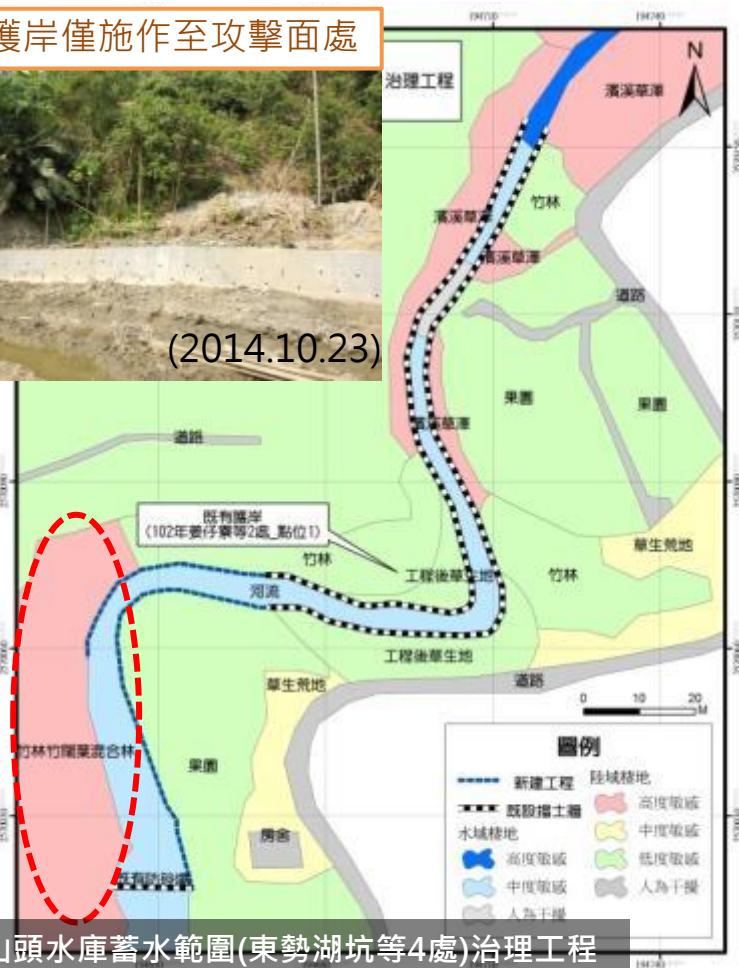 護岸僅施作至攻擊面處
治理工程
(2014.10.23)
N
濱溪草澤
竹林
濱溪草澤
濱溪草澤
道路
果園
果園
濱溪草澤
道路
既有護岸
(102年姜仔寮等2處_點位1)
竹林
工程後草生地
竹林
草生荒地
河流
工程後草生地
道路
草生荒地
0 10 20
M
竹林竹闊葉混合林
果園
房舍
圖例
新建工程
既設擋土牆
水域棲地
高度敏感
中度敏感
人為干擾
陸域棲地
高度敏感
中度敏感
低度敏感
人為干擾
山頭水庫蓄水範圍(東勢湖坑等4處)治理工程